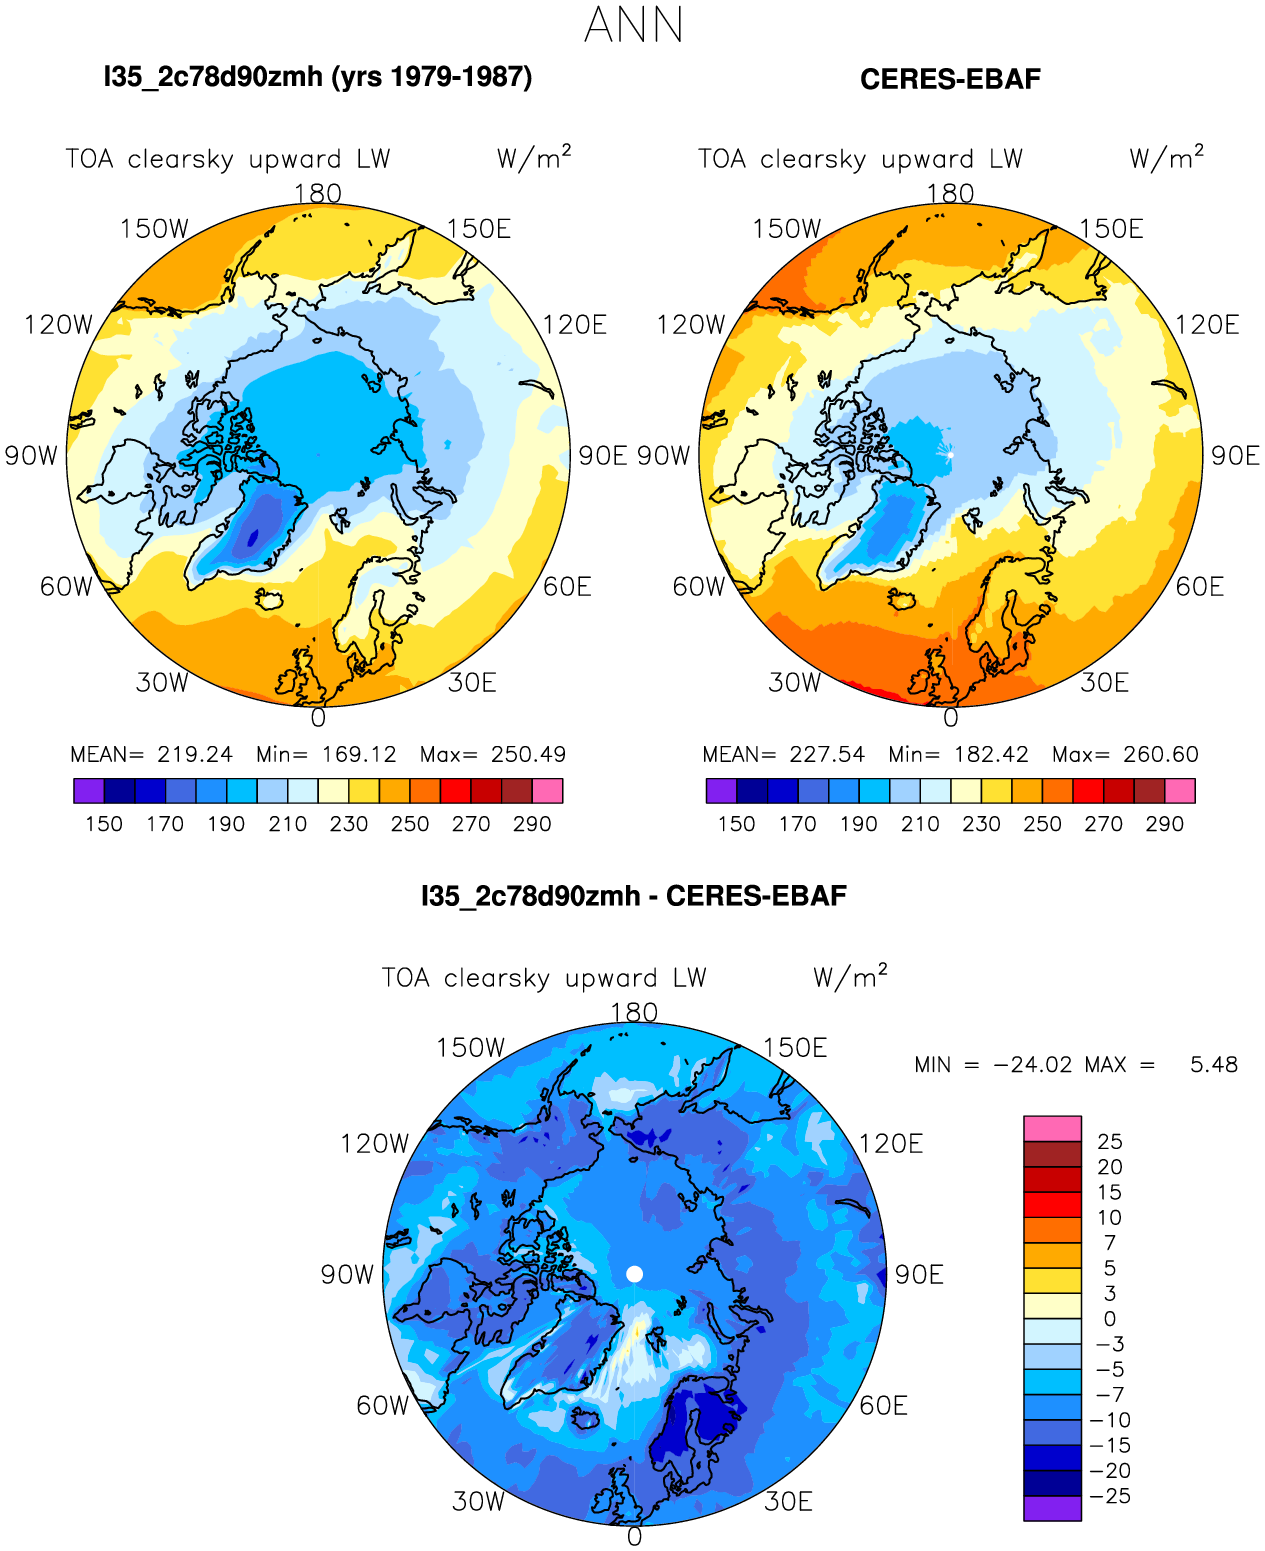 ANN
l35_2c78d90zmh (yrs 1979-1987)
CERES-EBAF
TOA clearsky upward LW W/m²
TOA clearsky upward LW W/m²
180
150W 150E
120W 120E
90W 90E
60W 60E
30W 30E
0
180
150W 150E
120W 120E
90W 90E
60W 60E
30W 30E
0
MEAN= 219.24 Min= 169.12 Max= 250.49
150 170 190 210 230 250 270 290
MEAN= 227.54 Min= 182.42 Max= 260.60
150 170 190 210 230 250 270 290
l35_2c78d90zmh - CERES-EBAF
TOA clearsky upward LW W/m²
180
150W 150E
120W 120E
90W 90E
60W 60E
30W 30E
0
MIN = −24.02 MAX = 5.48
25
20
15
10
7
5
3
0
−3
−5
−7
−10
−15
−20
−25